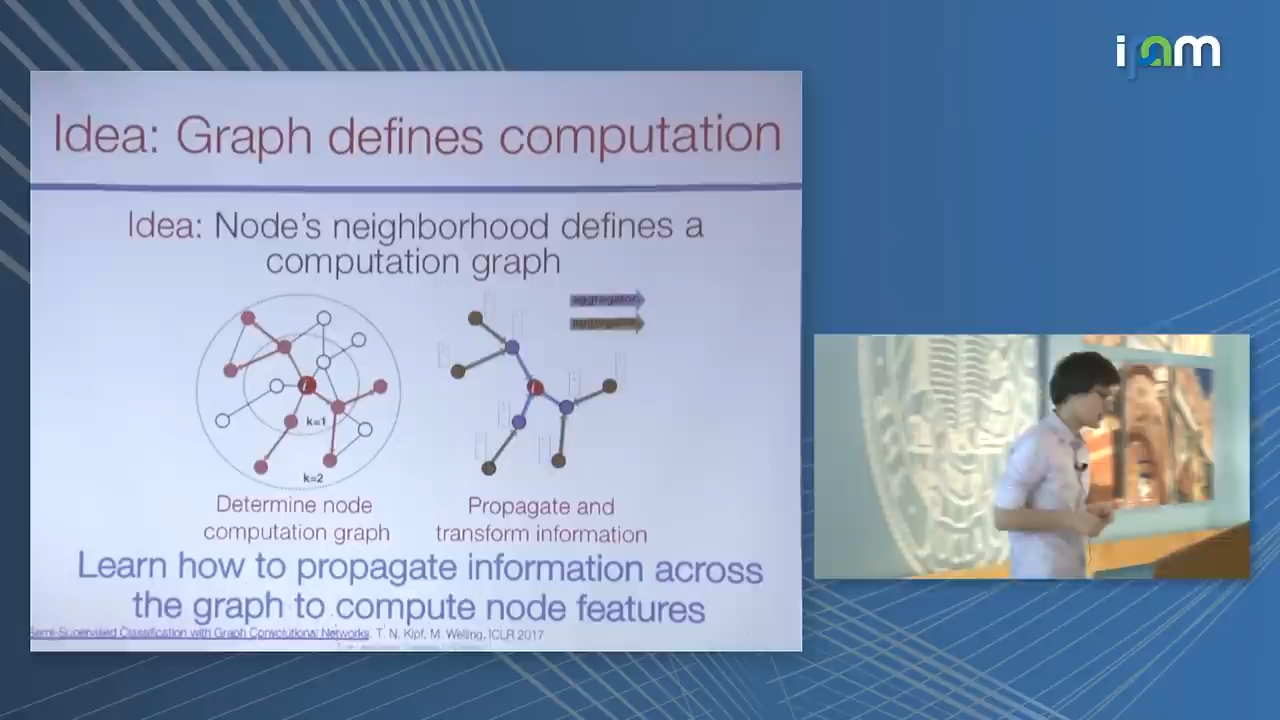 ipam
Idea: Graph defines computation
Idea: Node's neighborhood defines a
computation graph
aggregator
aggregator
i
i
k=1
k=2
Determine node
computation graph
Propagate and
transform information
Learn how to propagate information across
the graph to compute node features
Semi-Supervised Classification with Graph Convolutional Networks. T. N. Kipf, M. Welling, ICLR 2017